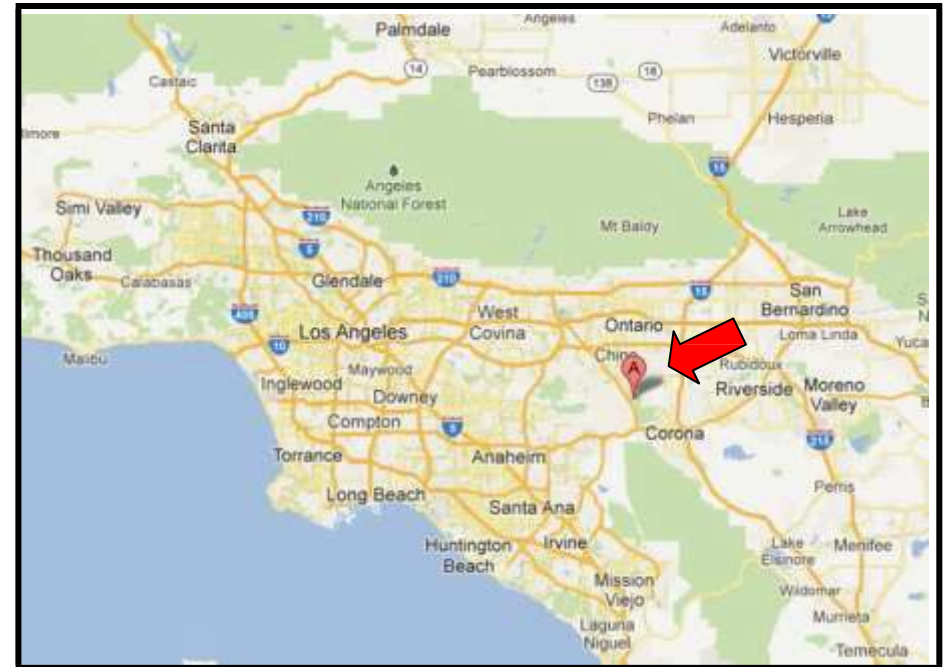 Angeles
Palmdale
Adelanto
Victorville
14
Pearblossom
138
18
Castaic
Phelan
Hesperia
Santa
Clarita
15
Angeles
National Forest
Simi Valley
210
Mt Baldy
Lake
Arrowhead
5
Thousand
Oaks
Calabasas
Glendale
210
15
San
Bernardino
405
West
Covina
Ontario
Los Angeles
Loma Linda
10
Malibu
Maywood
Chino
A
Rubidoux
Inglewood
Downey
Riverside
Moreno
Valley
Compton
5
Corona
215
Torrance
Anaheim
Long Beach
Perris
Santa Ana
Huntington
Beach
Irvine
Lake
Elsinore
Menifee
Mission
Viejo
Wildomar
Laguna
Niguel
Murrieta
Temecula